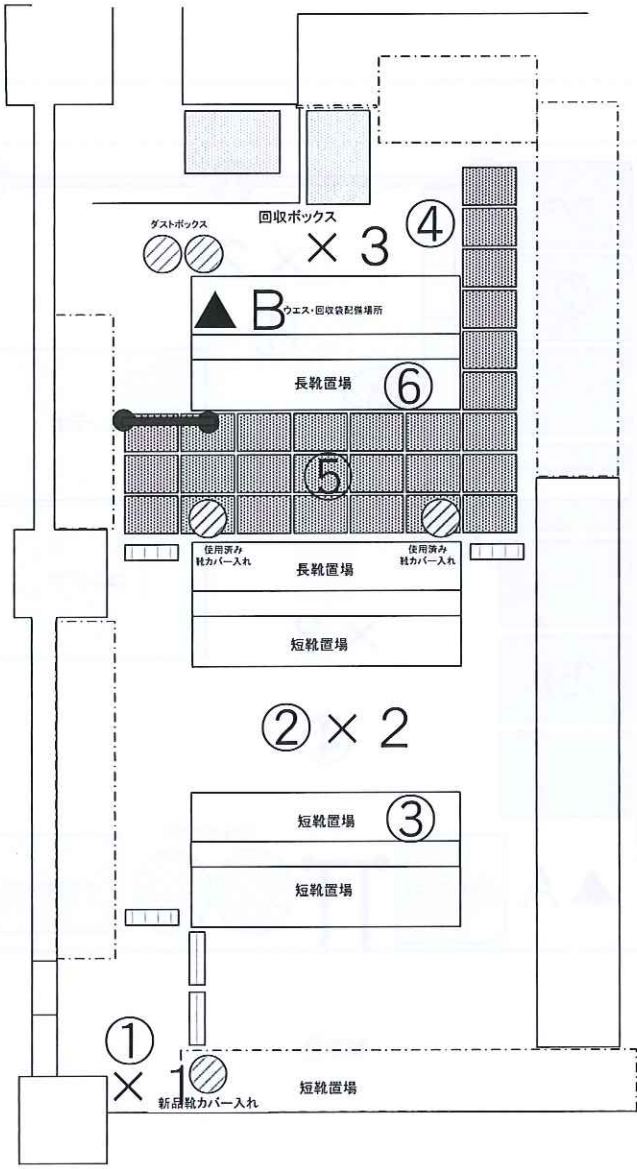 回収ボックス
④
ダストボックス
× 3
▲ B ウエス・回収袋配備場所
長靴置場 ⑥
⑤
使用済み
靴カバー入れ
使用済み
靴カバー入れ
長靴置場
短靴置場
② × 2
短靴置場 ③
短靴置場
①
× 1
新品靴カバー入れ
短靴置場
A